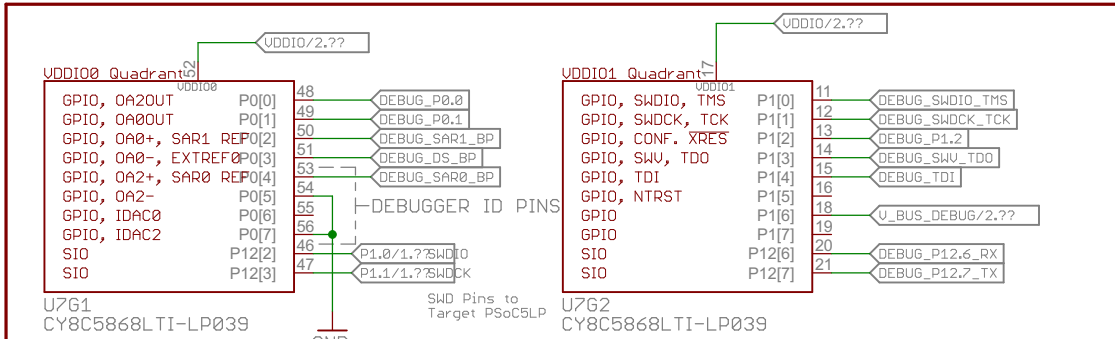 VDDIO/2.??
52
VDDIO0 Quadrant
VDDIO0
GPIO, OA2OUT P0[0] 48 DEBUG_P0.0
GPIO, OA0OUT P0[1] 49 DEBUG_P0.1
GPIO, OA0+, SAR1 REF P0[2] 50 DEBUG_SAR1_BP
GPIO, OA0-, EXTREF0 P0[3] 51 DEBUG_DS_BP
GPIO, OA2+, SAR0 REF P0[4] 53 DEBUG_SAR0_BP
GPIO, OA2- P0[5] 54
GPIO, IDAC0 P0[6] 55
GPIO, IDAC2 P0[7] 56
SIO P12[2] 46 P1.0/1.?? SWDIO
SIO P12[3] 47 P1.1/1.?? SWDCK
DEBUGGER ID PINS
SWD Pins to
Target PSoC5LP
U7G1
CY8C5868LTI-LP039
GND
VDDIO/2.??
17
VDDIO1 Quadrant
VDDIO1
GPIO, SWDIO, TMS P1[0] 11 DEBUG_SWDIO_TMS
GPIO, SWDCK, TCK P1[1] 12 DEBUG_SWDCK_TCK
GPIO, CONF. XRES P1[2] 13 DEBUG_P1.2
GPIO, SWV, TDO P1[3] 14 DEBUG_SWV_TDO
GPIO, TDI P1[4] 15 DEBUG_TDI
GPIO, NTRST P1[5] 16
GPIO P1[6] 18 V_BUS_DEBUG/2.??
GPIO P1[7] 19
SIO P12[6] 20 DEBUG_P12.6_RX
SIO P12[7] 21 DEBUG_P12.7_TX
U7G2
CY8C5868LTI-LP039